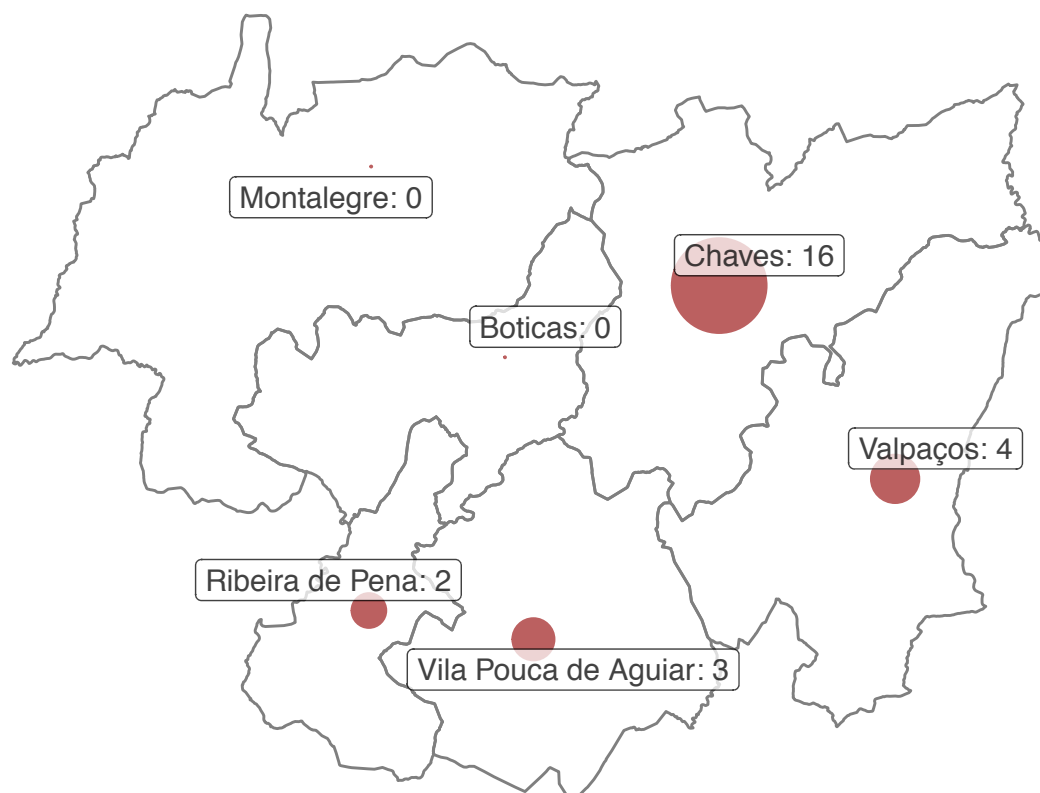 Montalegre: 0
Chaves: 16
Boticas: 0
Valpaços: 4
Ribeira de Pena: 2
Vila Pouca de Aguiar: 3